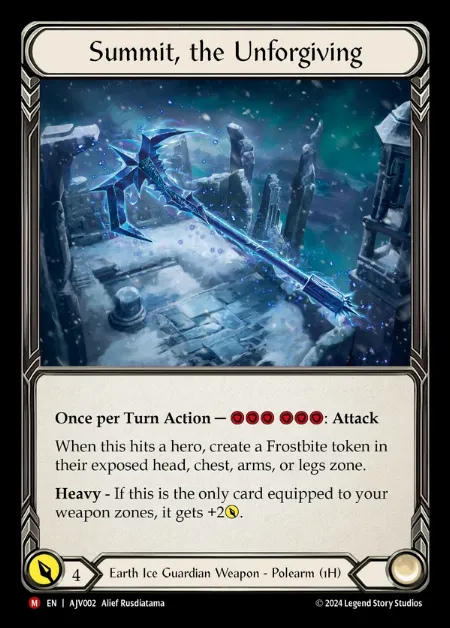 Summit, the Unforgiving
Once per Turn Action — : Attack
When this hits a hero, create a Frostbite token in
their exposed head, chest, arms, or legs zone.
Heavy - If this is the only card equipped to your
weapon zones, it gets +2.
4
Earth Ice Guardian Weapon - Polearm (1H)
M EN | AJV002 Alief Rusdiatama
© 2024 Legend Story Studios